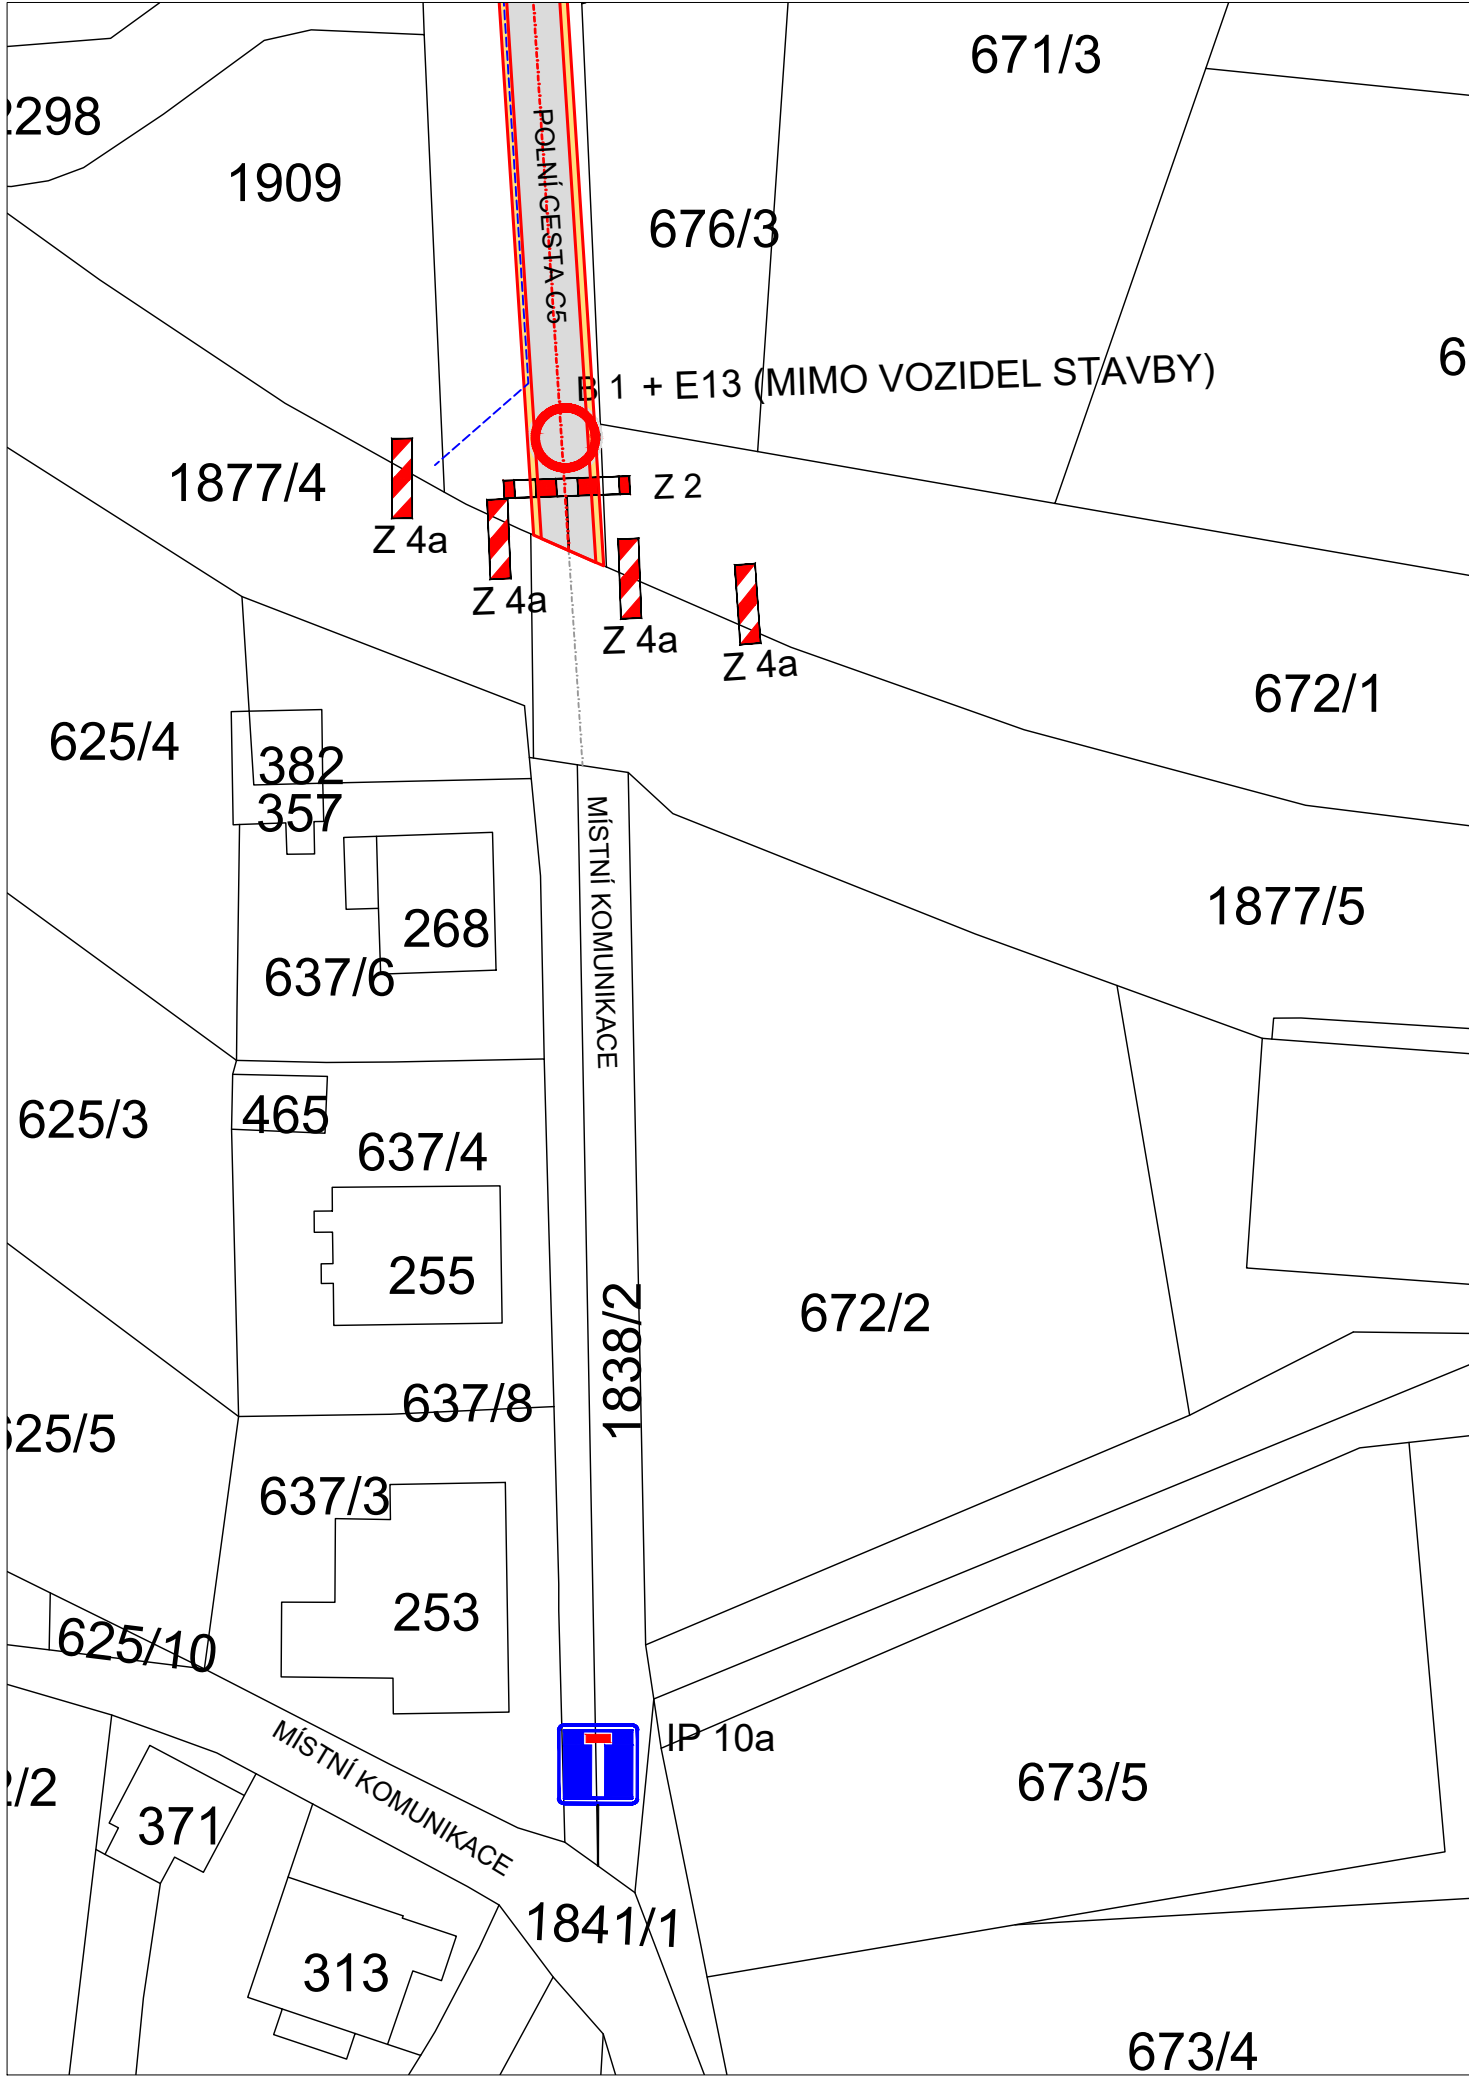 671/3
2298
1909
POLNÍ CESTA C5
676/3
B 1 + E13 (MIMO VOZIDEL STAVBY)
1877/4
Z 4a
Z 2
Z 4a
Z 4a
Z 4a
672/1
625/4
382
357
MÍSTNÍ KOMUNIKACE
268
637/6
1877/5
625/3
465
637/4
255
1838/2
672/2
637/8
625/5
637/3
253
625/10
MÍSTNÍ KOMUNIKACE
IP 10a
673/5
2/2
371
1841/1
313
673/4